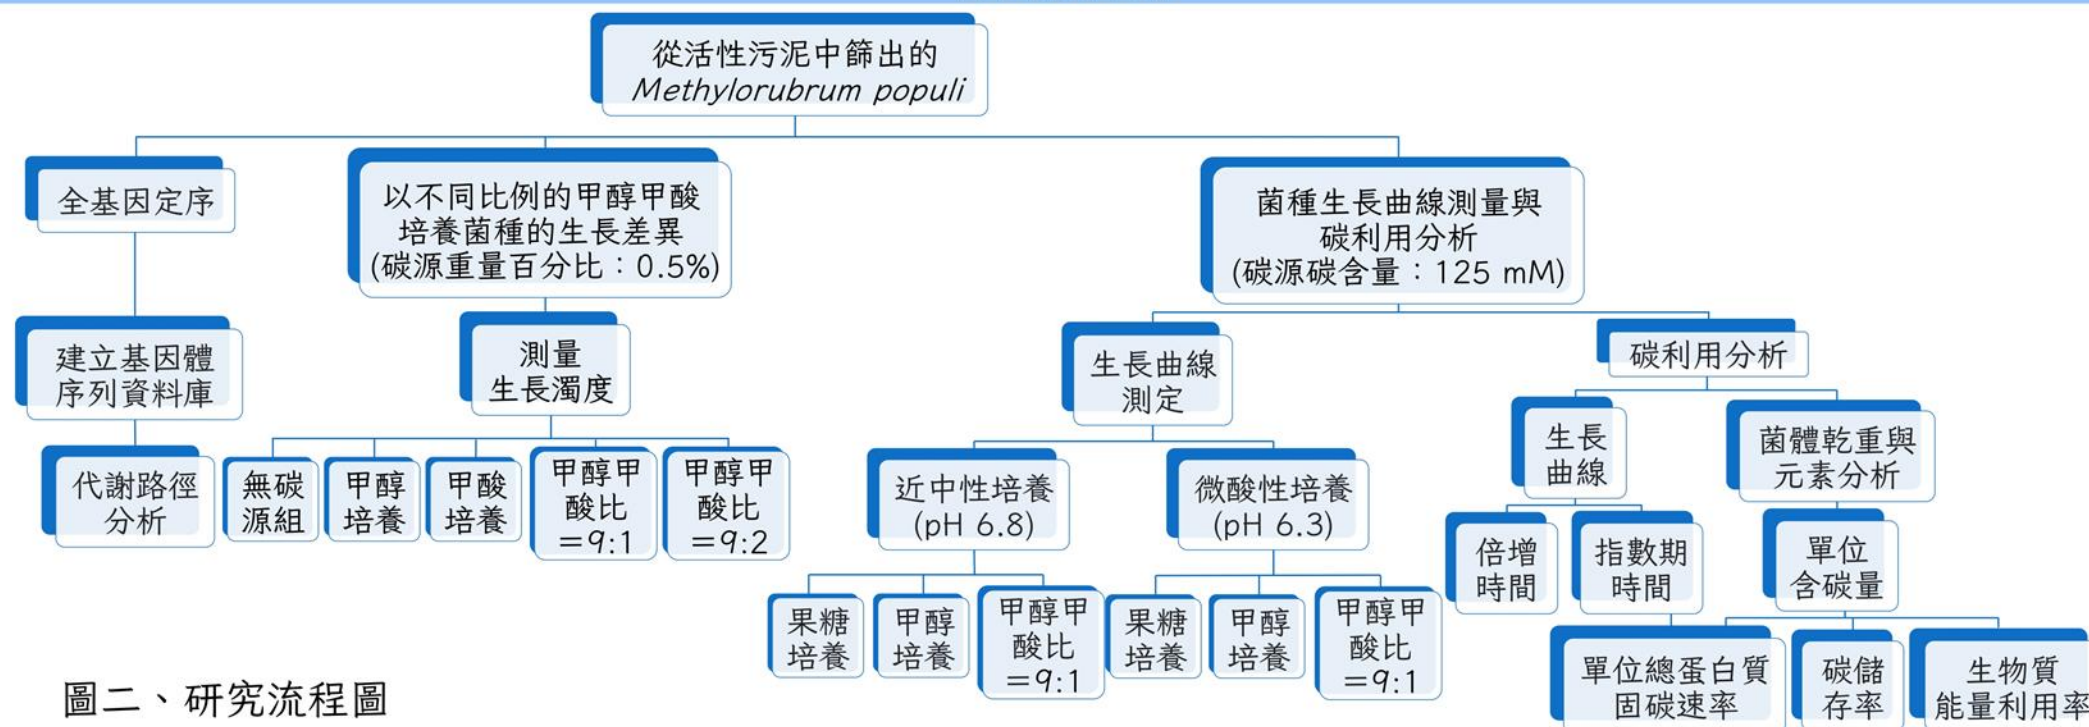 從活性污泥中篩出的
Methylorubrum populi
全基因定序
建立基因體
序列資料庫
代謝路徑
分析
以不同比例的甲醇甲酸
培養菌種的生長差異
(碳源重量百分比：0.5%)
測量
生長濁度
無碳
源組
甲醇
培養
甲酸
培養
甲醇甲
酸比
=9:1
甲醇甲
酸比
=9:2
菌種生長曲線測量與
碳利用分析
(碳源碳含量：125 mM)
生長曲線
測定
近中性培養
(pH 6.8)
果糖
培養
甲醇
培養
甲醇甲
酸比
=9:1
微酸性培養
(pH 6.3)
果糖
培養
甲醇
培養
甲醇甲
酸比
=9:1
碳利用分析
生長
曲線
倍增
時間
指數期
時間
菌體乾重與
元素分析
單位
含碳量
單位總蛋白質
固碳速率
碳儲
存率
生物質
能量利用率
圖二、研究流程圖